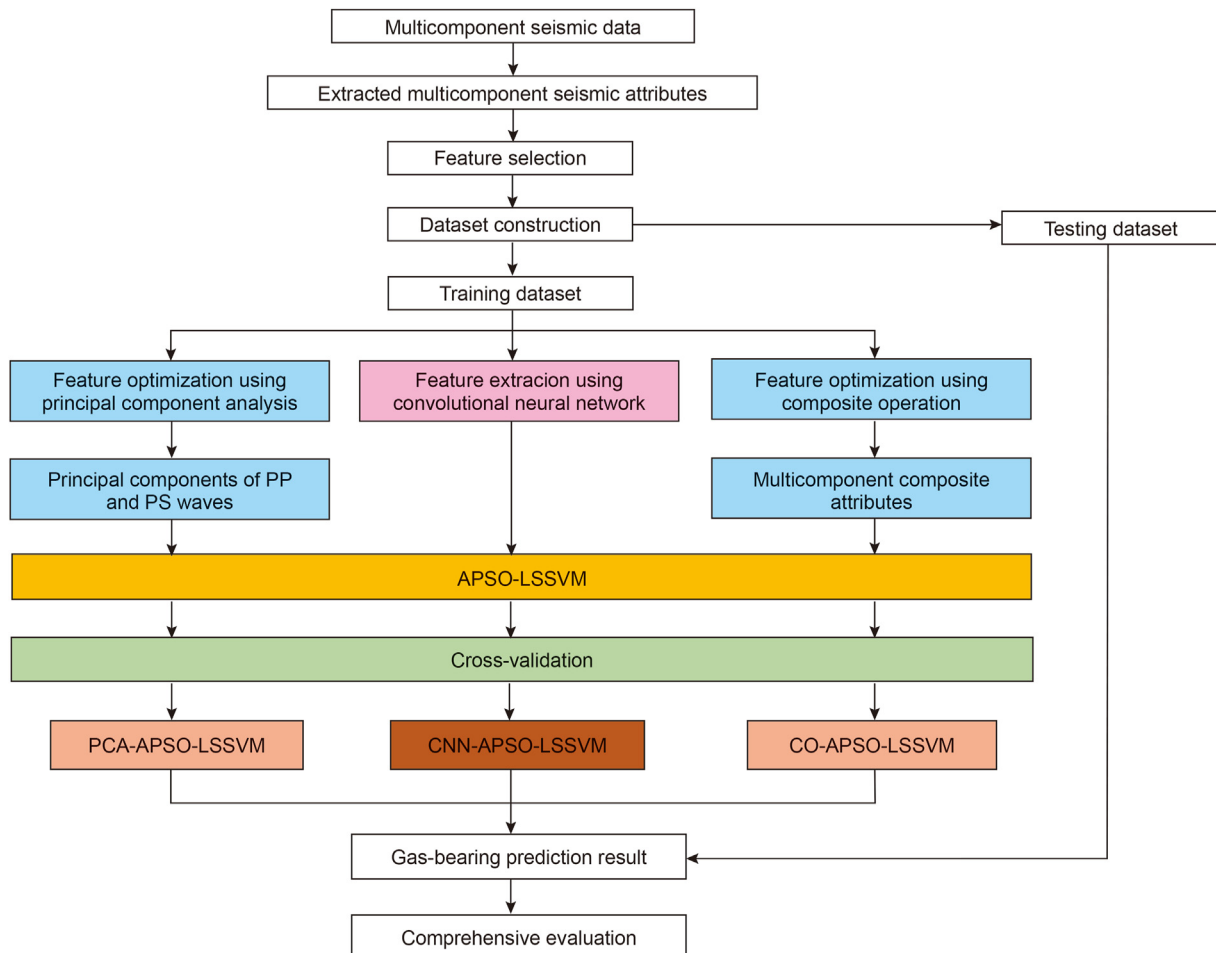 Multicomponent seismic data
Extracted multicomponent seismic attributes
Feature selection
Dataset construction
Testing dataset
Training dataset
Feature optimization using
principal component analysis
Feature extracion using
convolutional neural network
Feature optimization using
composite operation
Principal components of PP
and PS waves
Multicomponent composite
attributes
APSO-LSSVM
Cross-validation
PCA-APSO-LSSVM
CNN-APSO-LSSVM
CO-APSO-LSSVM
Gas-bearing prediction result
Comprehensive evaluation